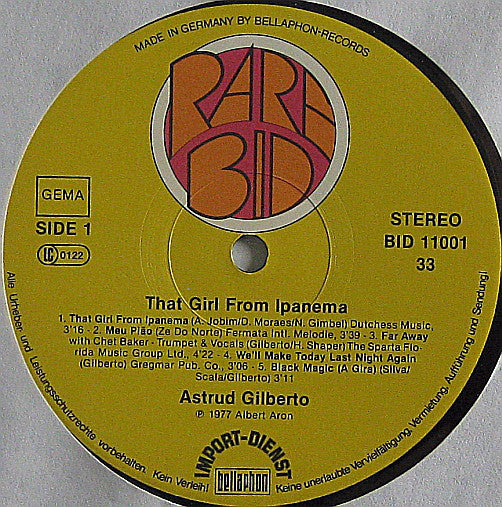 MADE IN GERMANY BY BELLAPHON-RECORDS
RARE
BID
GEMA
SIDE 1
LC 0122
STEREO
BID 11001
33
That Girl From Ipanema
1. That Girl From Ipanema (A. Jobim/D. Moraes/N. Gimbel) Dutchess Music,
3'16 - 2. Meu Pião (Ze Do Norte) Fermata Intl. Melodie, 3'39 - 3. Far Away
with Chet Baker - Trumpet & Vocals (Gilberto/H. Shaper) The Sparta Flo
rida Music Group Ltd., 4'22 - 4. We'll Make Today Last Night Again
(Gilberto) Gregmar Pub. Co., 3'06 - 5. Black Magic (A Gira) (Silva/
Scala/Gilberto) 3'11
Astrud Gilberto
℗ 1977 Albert Aron
IMPORT-DIENST
bellaphon
Alle Urheber und Leistungsschutzrechte vorbehalten. Kein Verleih! Keine unerlaubte Vervielfältigung, Vermietung, Aufführung und Sendung!